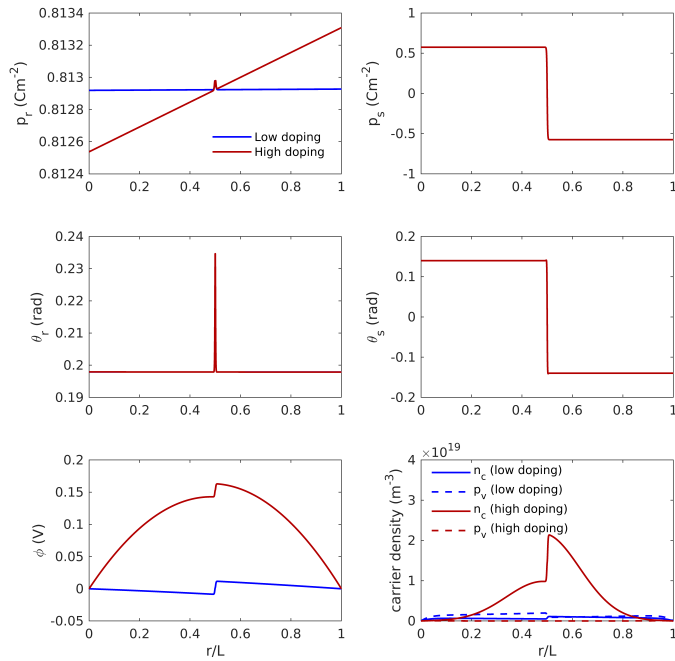 0.8134
0.8132
0.813
0.8128
0.8126
0.8124
p_r (Cm^-2)
Low doping
High doping
0 0.2 0.4 0.6 0.8 1
1
0.5
0
-0.5
-1
p_s (Cm^-2)
0 0.2 0.4 0.6 0.8 1
0.24
0.23
0.22
0.21
0.2
0.19
θ_r (rad)
0 0.2 0.4 0.6 0.8 1
0.2
0.1
0
-0.1
-0.2
θ_s (rad)
0 0.2 0.4 0.6 0.8 1
0.2
0.15
0.1
0.05
0
-0.05
ϕ (V)
0 0.2 0.4 0.6 0.8 1
r/L
×10^19
4
3
2
1
0
carrier density (m^-3)
n_c (low doping)
p_v (low doping)
n_c (high doping)
p_v (high doping)
0 0.2 0.4 0.6 0.8 1
r/L